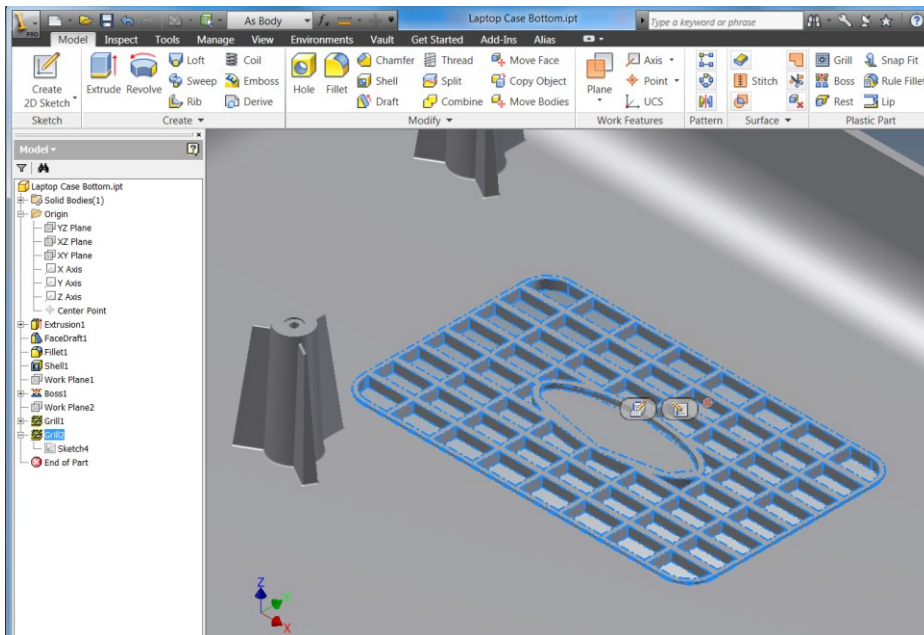 As Body
Laptop Case Bottom.ipt
Type a keyword or phrase
PRO
Model Inspect Tools Manage View Environments Vault Get Started Add-Ins Alias
Create
2D Sketch
Extrude
Revolve
Loft
Sweep
Rib
Coil
Emboss
Derive
Hole
Fillet
Chamfer
Shell
Draft
Thread
Split
Combine
Move Face
Copy Object
Move Bodies
Plane
Axis
Point
UCS
Stitch
Grill
Boss
Rest
Snap Fit
Rule Fillet
Lip
Sketch Create Modify Work Features Pattern Surface Plastic Part
Model
Laptop Case Bottom.ipt
Solid Bodies(1)
Origin
YZ Plane
XZ Plane
XY Plane
X Axis
Y Axis
Z Axis
Center Point
Extrusion1
FaceDraft1
Fillet1
Shell1
Work Plane1
Boss1
Work Plane2
Grill1
Grill2
Sketch4
End of Part
Z
Y
X